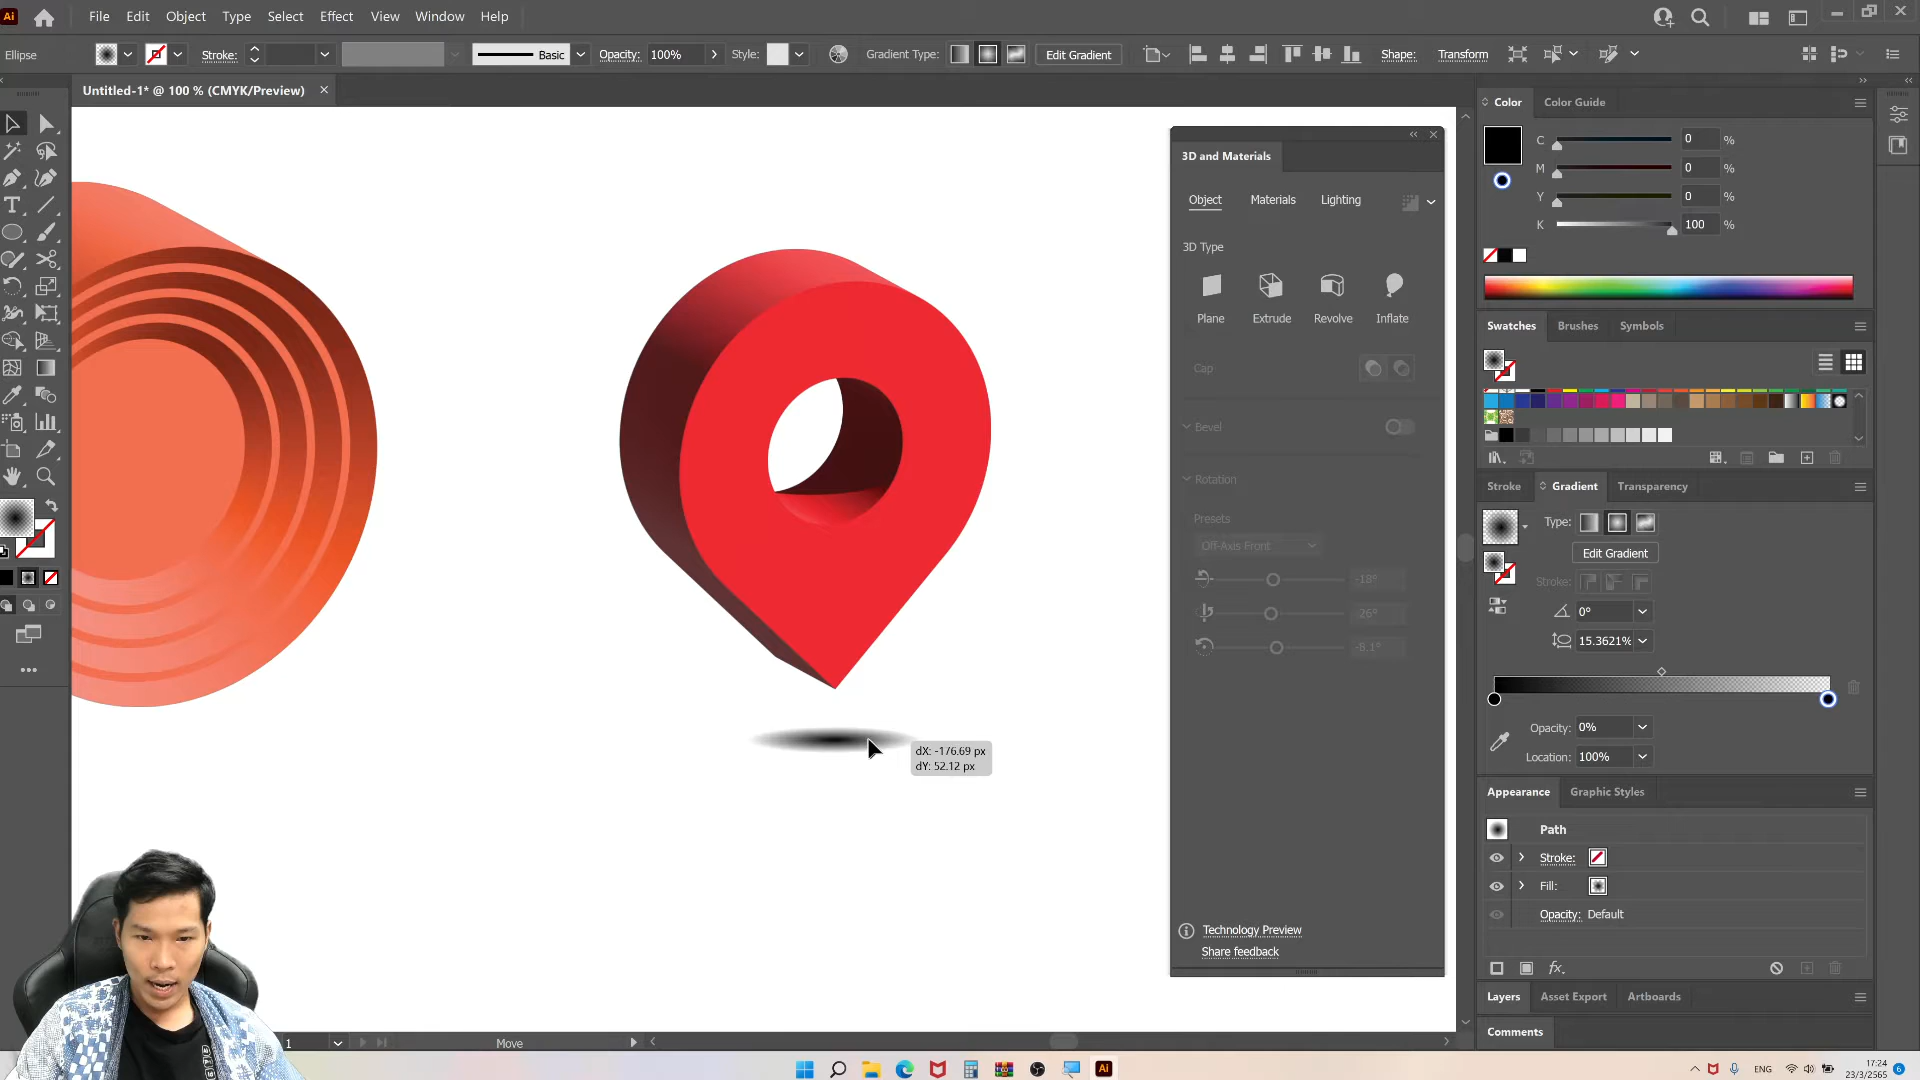 Ai File Edit Object Type Select Effect View Window Help
Ellipse Stroke: Basic Opacity: 100% Style: Gradient Type: Edit Gradient Shape: Transform
Untitled-1* @ 100 % (CMYK/Preview)
3D and Materials
Object Materials Lighting
3D Type
Plane Extrude Revolve Inflate
Cap
Bevel
Rotation
Presets
Off-Axis Front
-18°
-26°
-8.1°
Technology Preview
Share feedback
dX: -176.69 px
dY: 52.12 px
Color Color Guide
C 0 %
M 0 %
Y 0 %
K 100 %
Swatches Brushes Symbols
Stroke Gradient Transparency
Type:
Edit Gradient
Stroke:
0°
15.3621%
Opacity: 0%
Location: 100%
Appearance Graphic Styles
Path
Stroke:
Fill:
Opacity: Default
fx.
Layers Asset Export Artboards
Comments
1 Move
Ai
ENG
17:24
23/3/2565
6